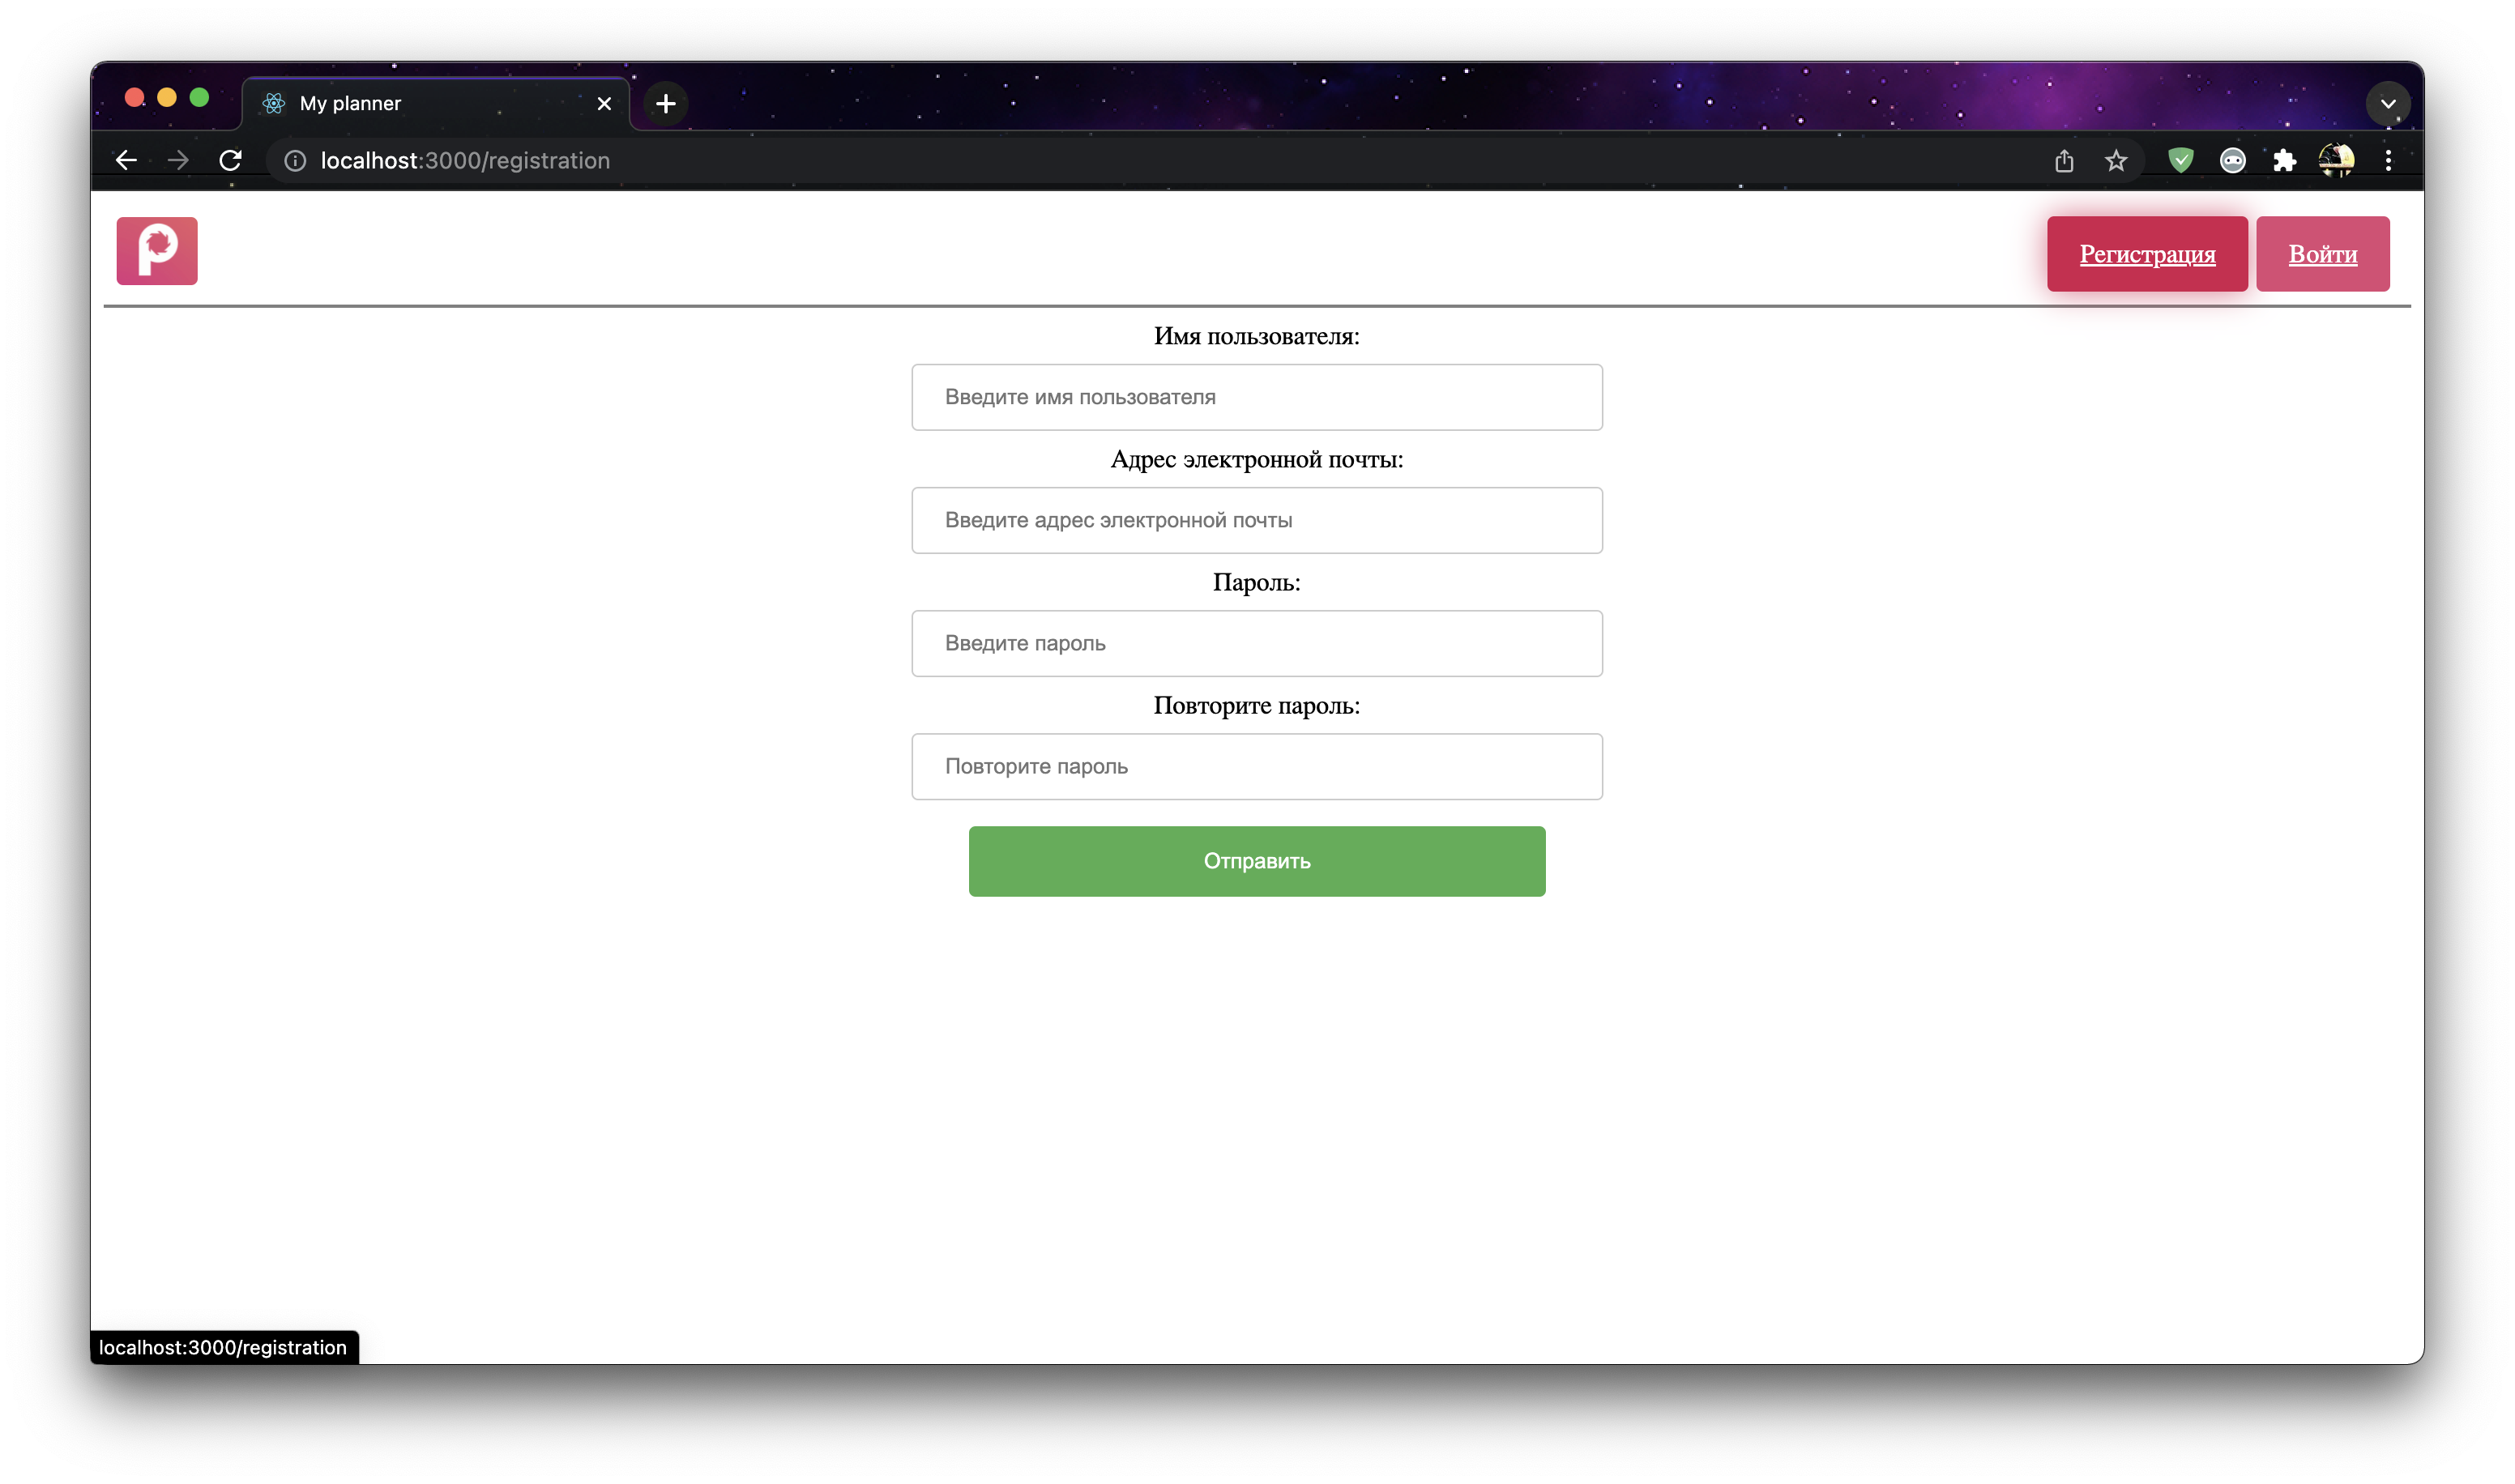 My planner
localhost:3000/registration
Регистрация Войти
Имя пользователя:
Введите имя пользователя
Адрес электронной почты:
Введите адрес электронной почты
Пароль:
Введите пароль
Повторите пароль:
Повторите пароль
Отправить
localhost:3000/registration